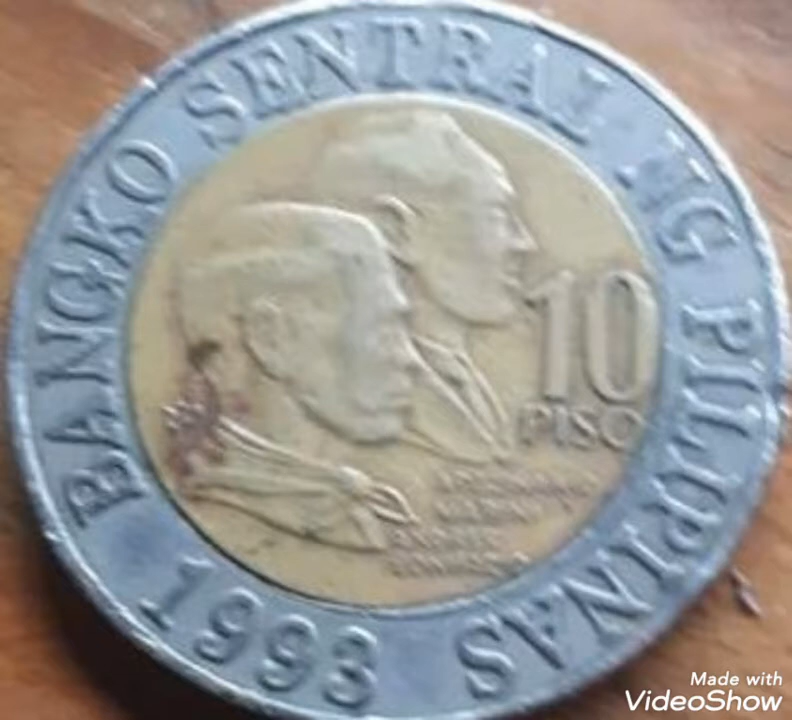 BANGKO SENTRAL NG PILIPINAS
10
PISO
1993
Made with
VideoShow